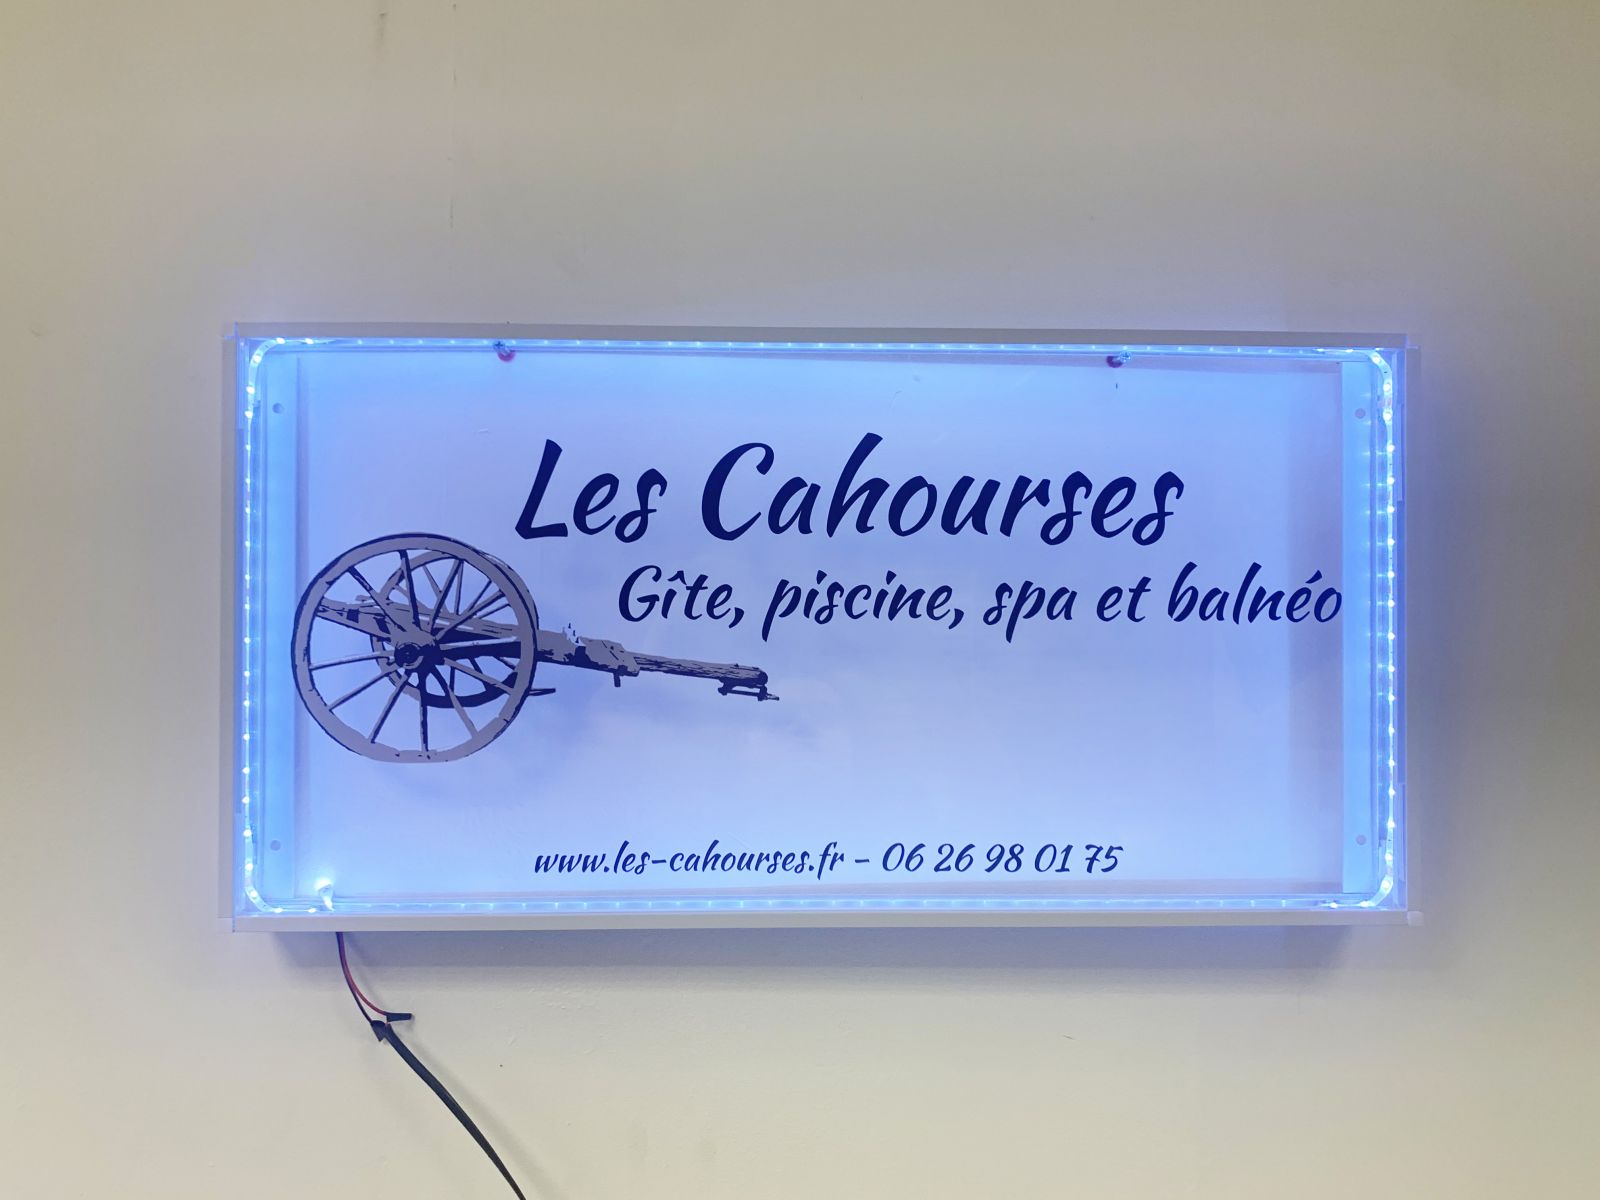 Les Cahourses
Gîte, piscine, spa et balnéo
www.les-cahourses.fr - 06 26 98 01 75